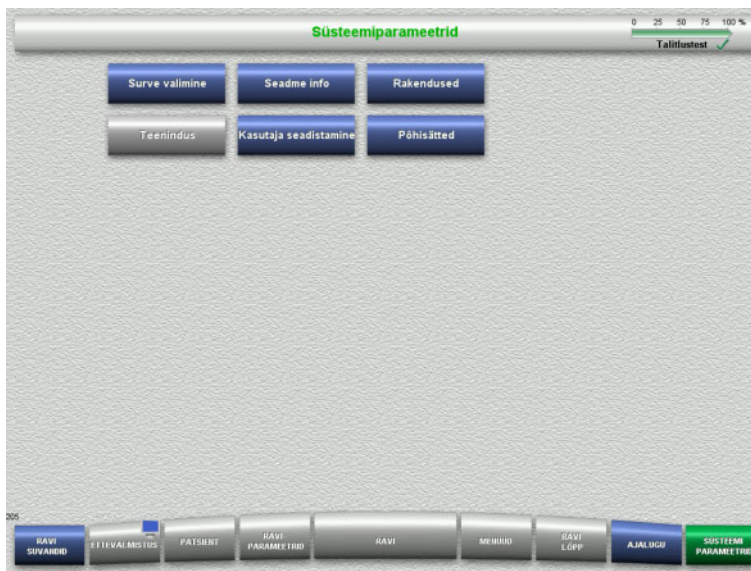 Süsteemiparameetrid
0 25 50 75 100 %
Talitlustest
Surve valimine
Seadme info
Rakendused
Teenindus
Kasutaja seadistamine
Põhisätted
205
RAVI
SUVANDID
ETTEVALMISTUS
PATSIENT
RAVI
PARAMEETRID
RAVI
MENÜÜD
RAVI
LÕPP
AJALUGU
SÜSTEEMI
PARAMEETRID